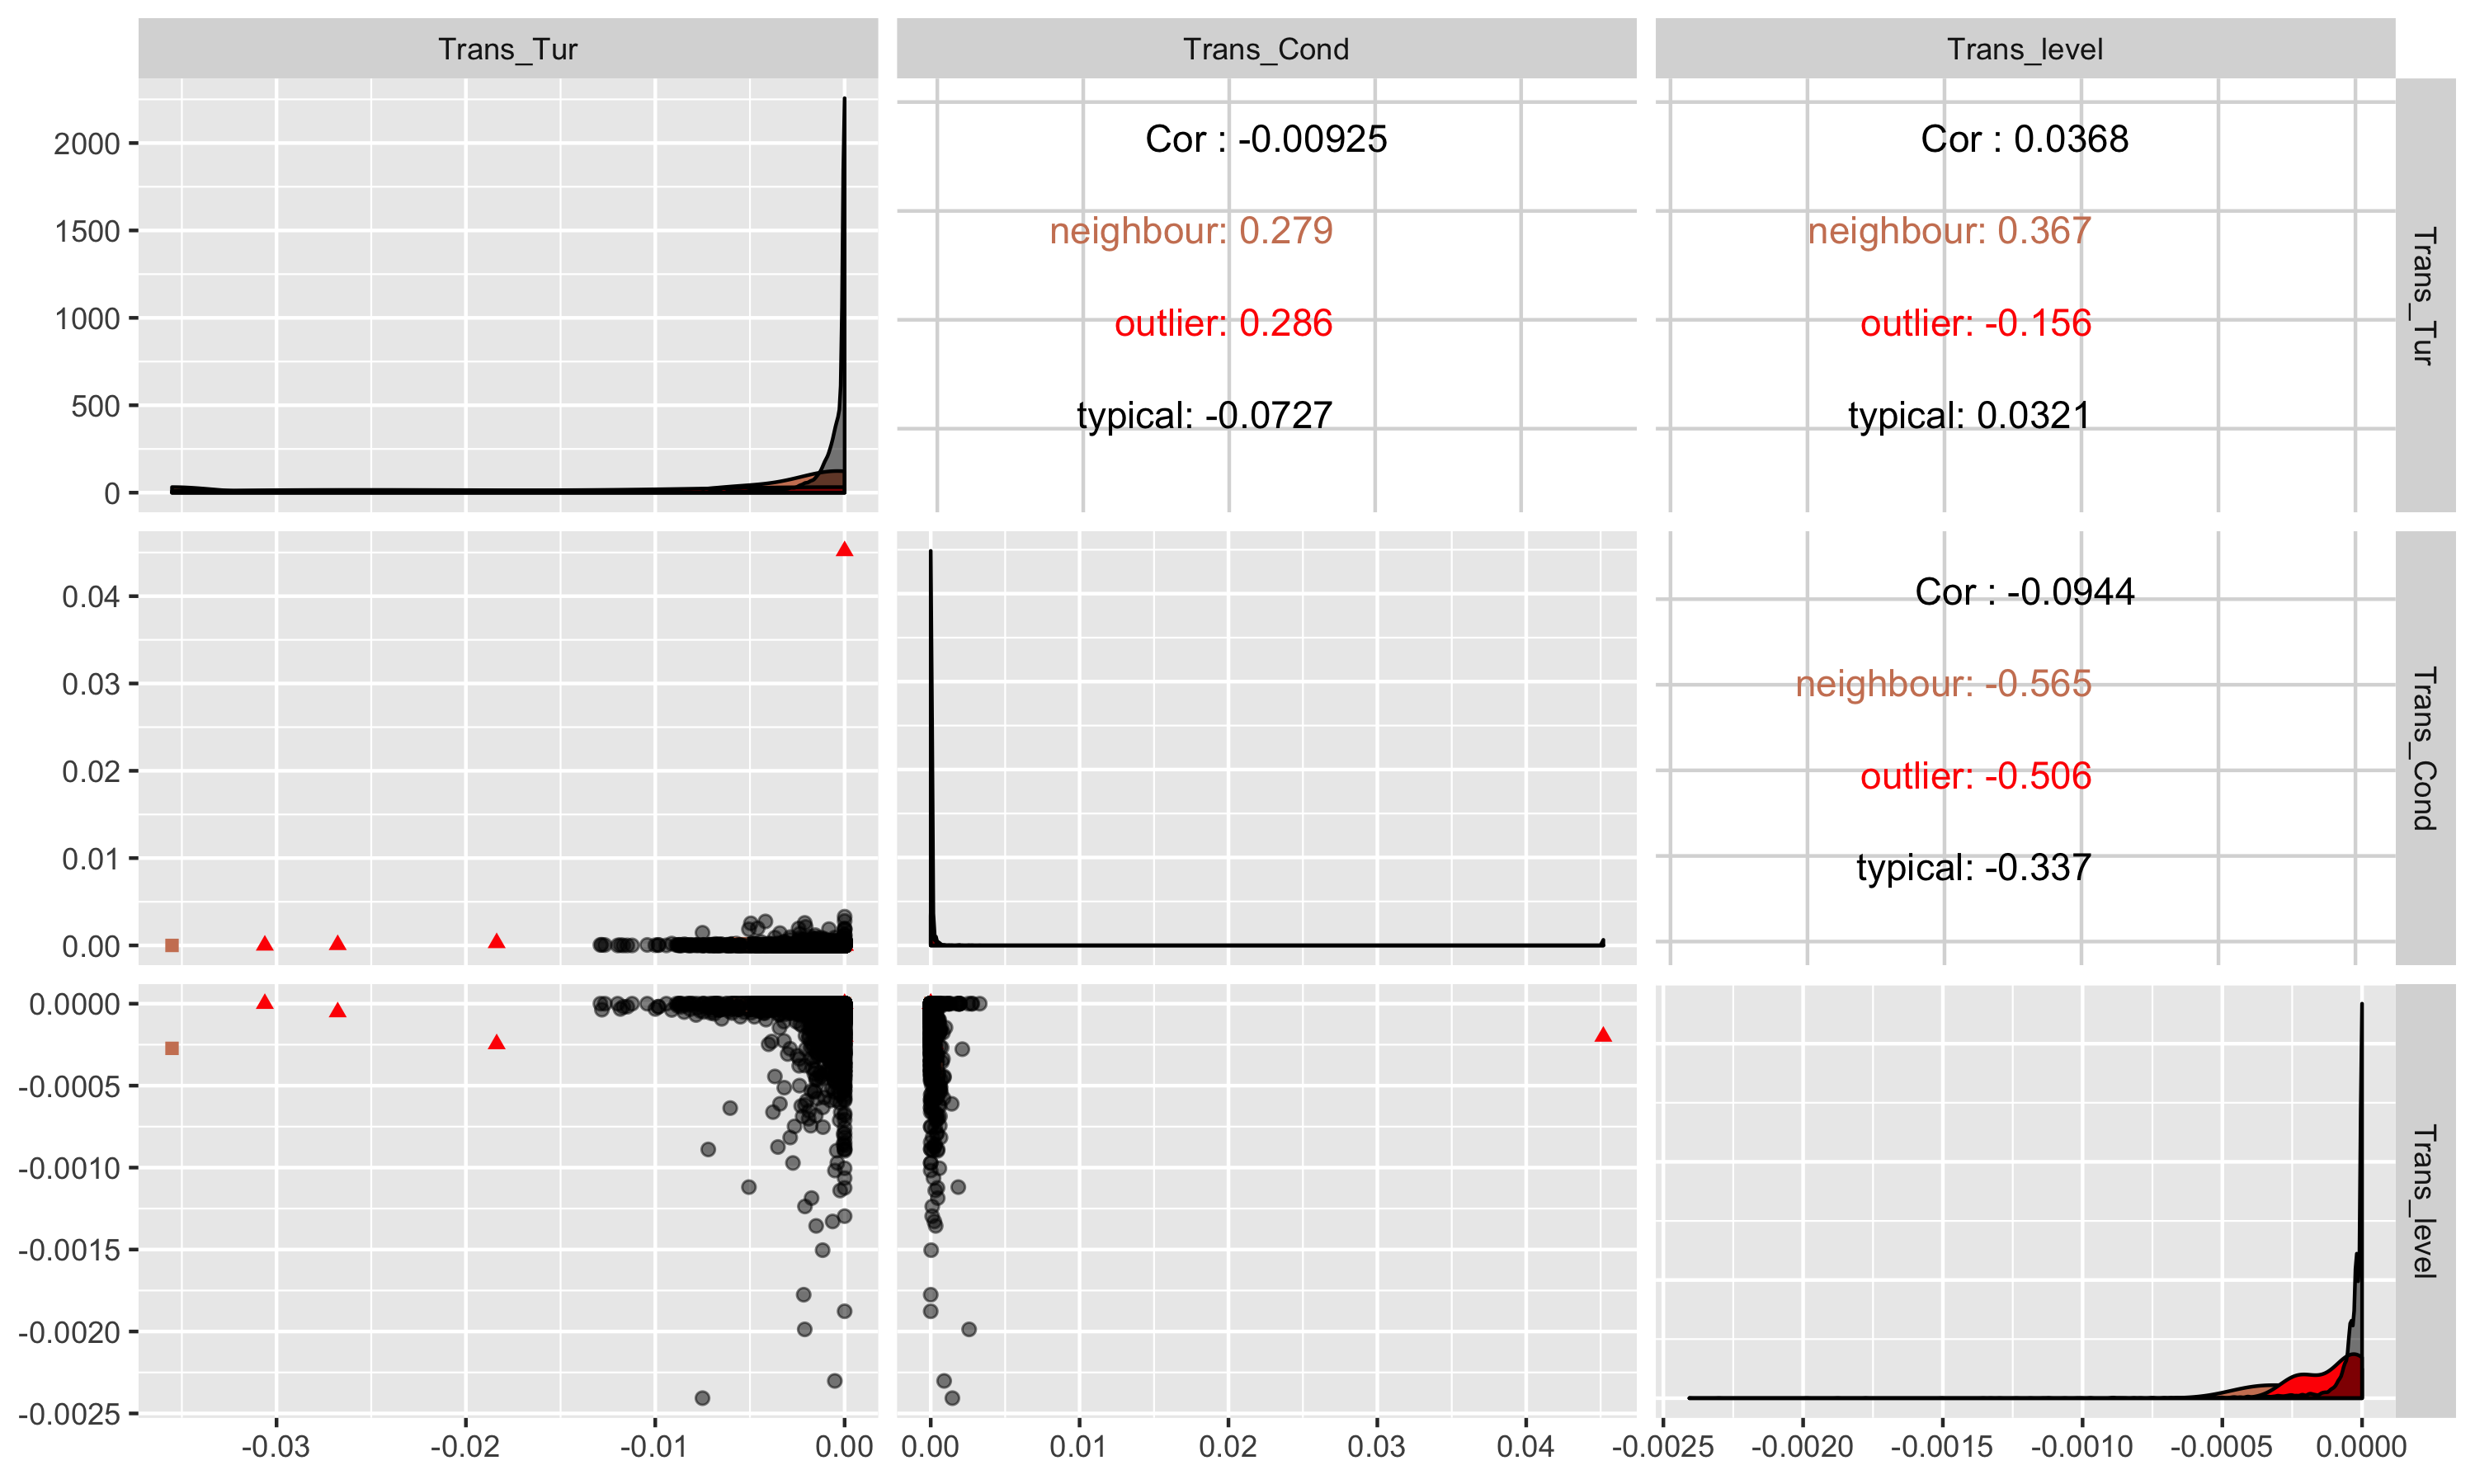 Trans_Tur
Trans_Cond
Trans_level
2000
1500
1000
500
0
Cor : -0.00925
neighbour: 0.279
outlier: 0.286
typical: -0.0727
Cor : 0.0368
neighbour: 0.367
outlier: -0.156
typical: 0.0321
Trans_Tur
0.04
0.03
0.02
0.01
0.00
Cor : -0.0944
neighbour: -0.565
outlier: -0.506
typical: -0.337
Trans_Cond
0.0000
-0.0005
-0.0010
-0.0015
-0.0020
-0.0025
Trans_level
-0.03
-0.02
-0.01
0.00
0.00
0.01
0.02
0.03
0.04
-0.0025
-0.0020
-0.0015
-0.0010
-0.0005
0.0000